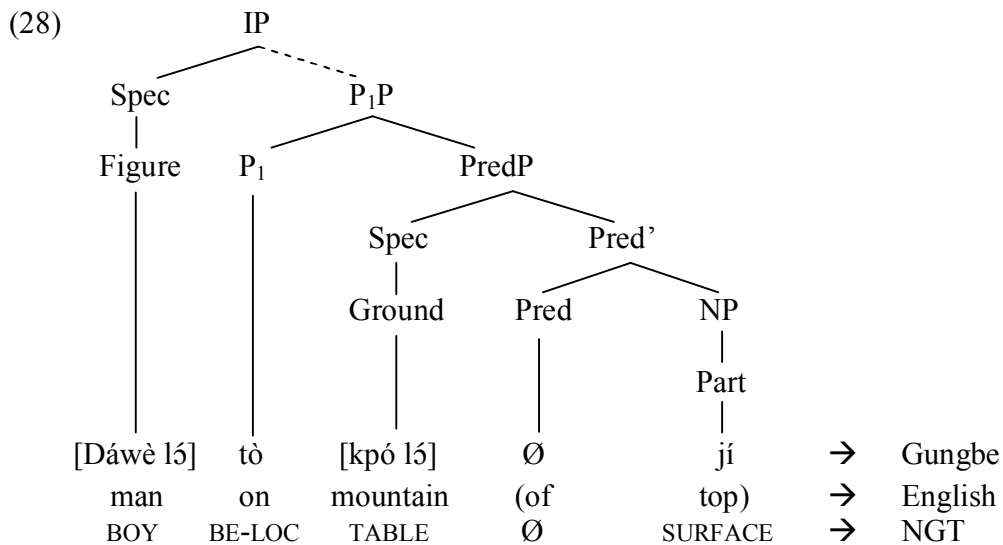 (28) IP
Spec P₁P
Figure P₁ PredP
Spec Pred’
Ground Pred NP
Part
[Dáwè lɔ́] tò [kpó lɔ́] Ø jí → Gungbe
man on mountain (of top) → English
BOY BE-LOC TABLE Ø SURFACE → NGT